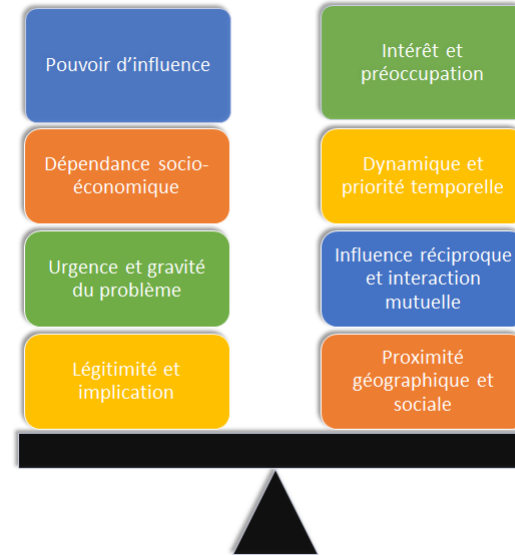 Pouvoir d'influence
Intérêt et
préoccupation
Dépendance socio-
économique
Dynamique et
priorité temporelle
Urgence et gravité
du problème
Influence réciproque
et interaction
mutuelle
Légitimité et
implication
Proximité
géographique et
sociale